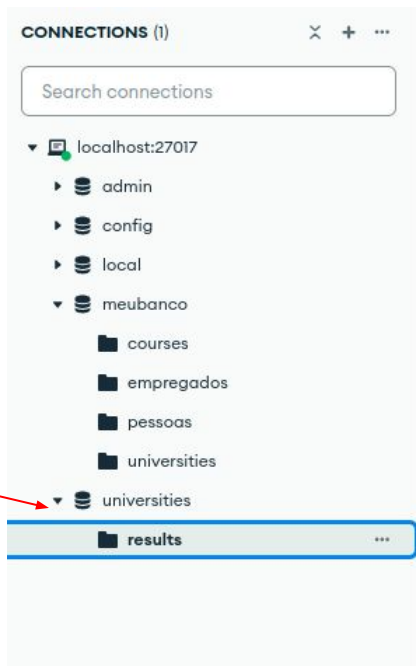 CONNECTIONS (1)
Search connections
localhost:27017
admin
config
local
meubanco
courses
empregados
pessoas
universities
universities
results